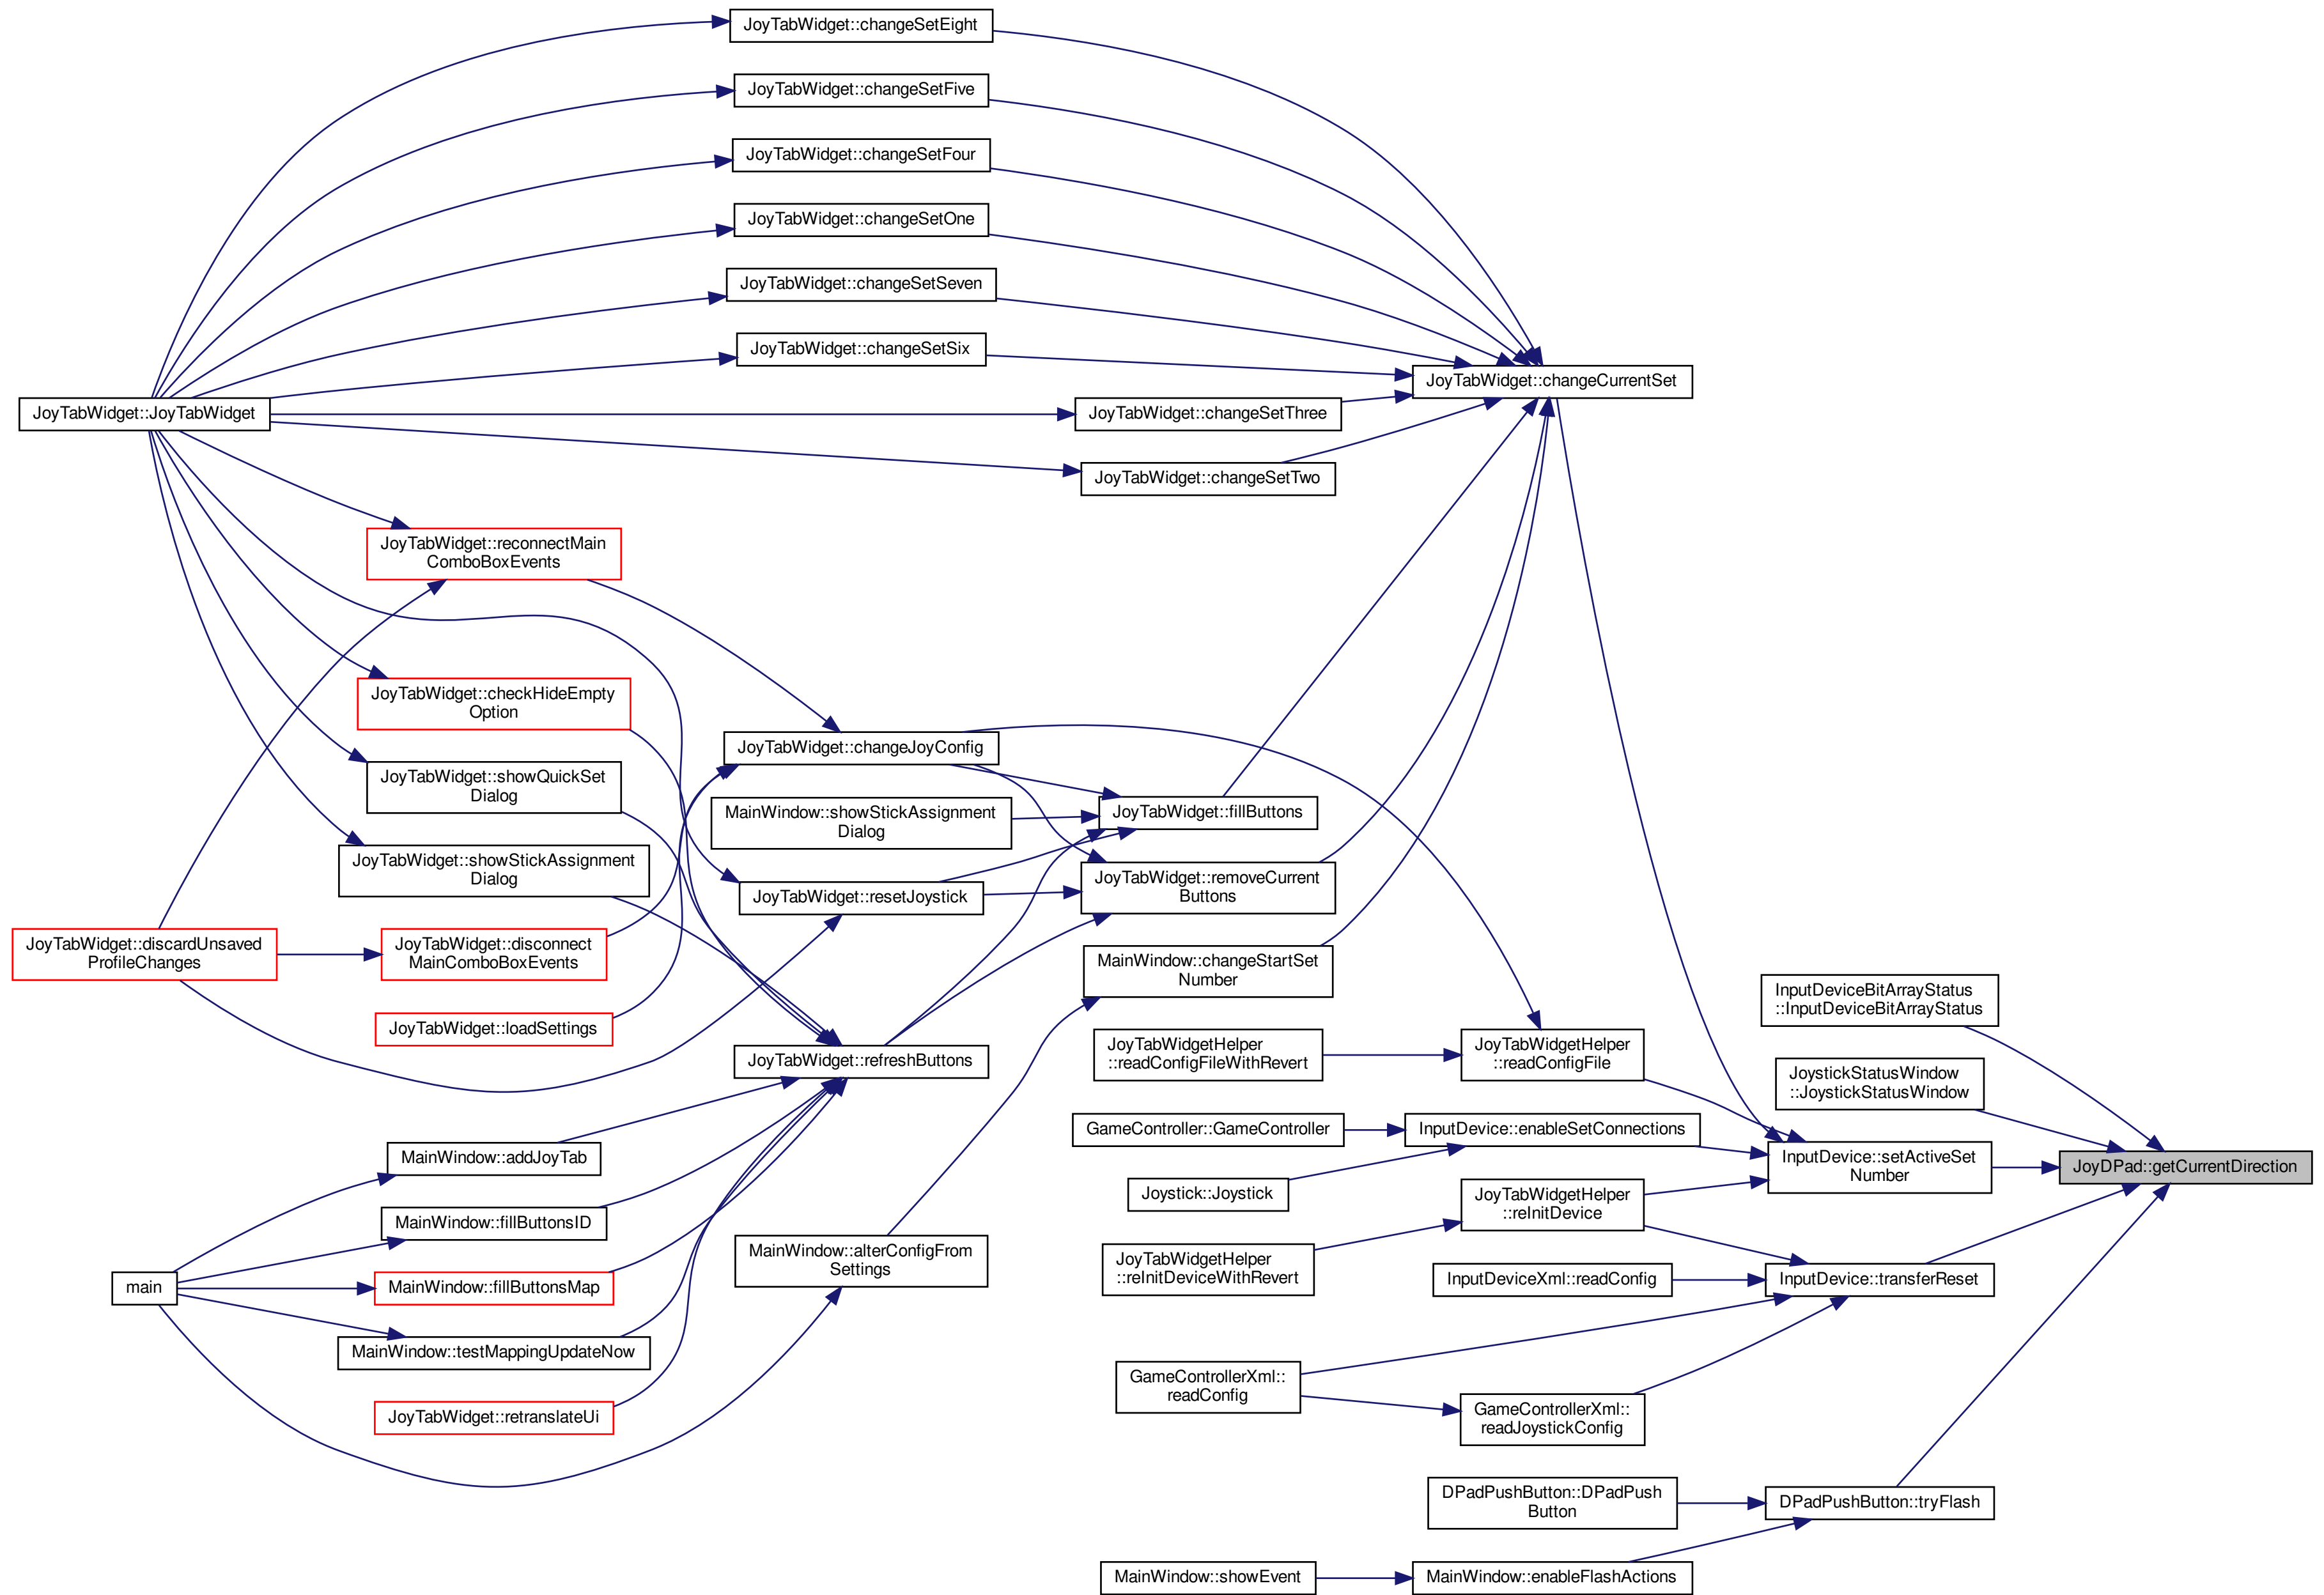 JoyTabWidget::changeSetEight
JoyTabWidget::changeSetFive
JoyTabWidget::changeSetFour
JoyTabWidget::changeSetOne
JoyTabWidget::changeSetSeven
JoyTabWidget::changeSetSix
JoyTabWidget::changeCurrentSet
JoyTabWidget::JoyTabWidget
JoyTabWidget::changeSetThree
JoyTabWidget::changeSetTwo
JoyTabWidget::reconnectMain
ComboBoxEvents
JoyTabWidget::checkHideEmpty
Option
JoyTabWidget::changeJoyConfig
JoyTabWidget::showQuickSet
Dialog
MainWindow::showStickAssignment
Dialog
JoyTabWidget::fillButtons
JoyTabWidget::showStickAssignment
Dialog
JoyTabWidget::resetJoystick
JoyTabWidget::removeCurrent
Buttons
JoyTabWidget::discardUnsaved
ProfileChanges
JoyTabWidget::disconnect
MainComboBoxEvents
MainWindow::changeStartSet
Number
InputDeviceBitArrayStatus
::InputDeviceBitArrayStatus
JoyTabWidget::loadSettings
JoyTabWidget::refreshButtons
JoyTabWidgetHelper
::readConfigFileWithRevert
JoyTabWidgetHelper
::readConfigFile
JoystickStatusWindow
::JoystickStatusWindow
GameController::GameController
InputDevice::enableSetConnections
MainWindow::addJoyTab
InputDevice::setActiveSet
Number
JoyDPad::getCurrentDirection
Joystick::Joystick
JoyTabWidgetHelper
::reInitDevice
MainWindow::fillButtonsID
MainWindow::alterConfigFrom
Settings
JoyTabWidgetHelper
::reInitDeviceWithRevert
InputDeviceXml::readConfig
InputDevice::transferReset
main
MainWindow::fillButtonsMap
MainWindow::testMappingUpdateNow
GameControllerXml::
readConfig
JoyTabWidget::retranslateUi
GameControllerXml::
readJoystickConfig
DPadPushButton::DPadPush
Button
DPadPushButton::tryFlash
MainWindow::showEvent
MainWindow::enableFlashActions